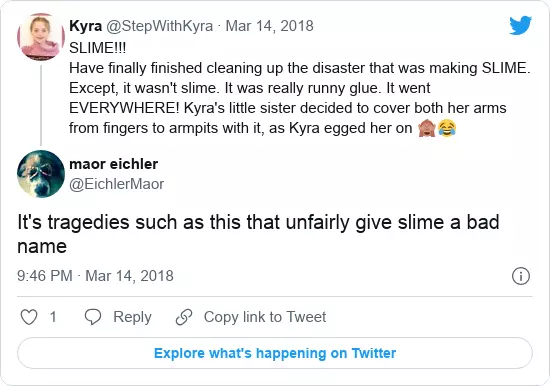 Kyra @StepWithKyra · Mar 14, 2018
SLIME!!!
Have finally finished cleaning up the disaster that was making SLIME.
Except, it wasn't slime. It was really runny glue. It went
EVERYWHERE! Kyra's little sister decided to cover both her arms
from fingers to armpits with it, as Kyra egged her on 🙈😂
maor eichler
@EichlerMaor
It's tragedies such as this that unfairly give slime a bad
name
9:46 PM · Mar 14, 2018
1 Reply Copy link to Tweet
Explore what's happening on Twitter